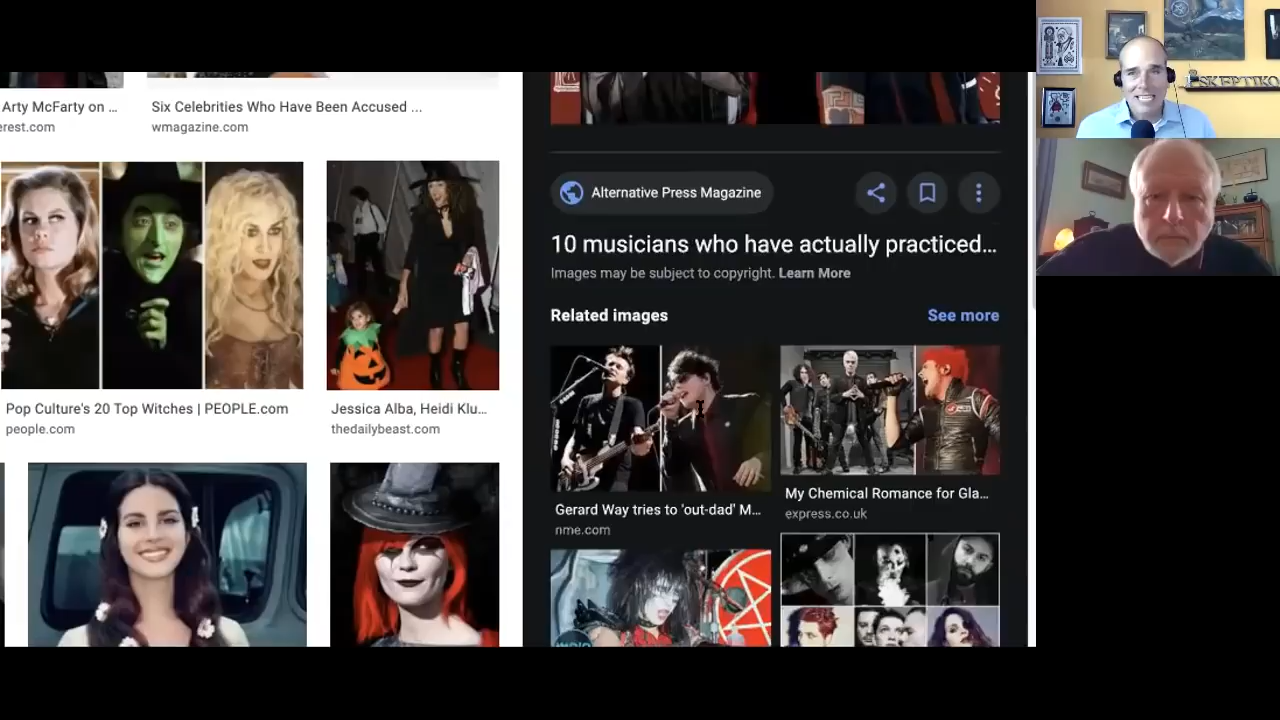 Arty McFarty on ...
erest.com
Six Celebrities Who Have Been Accused ...
wmagazine.com
Pop Culture's 20 Top Witches | PEOPLE.com
people.com
Jessica Alba, Heidi Klu...
thedailybeast.com
Alternative Press Magazine
10 musicians who have actually practiced...
Images may be subject to copyright. Learn More
Related images
See more
Gerard Way tries to 'out-dad' M...
nme.com
My Chemical Romance for Gla...
express.co.uk
SKEPTIKO